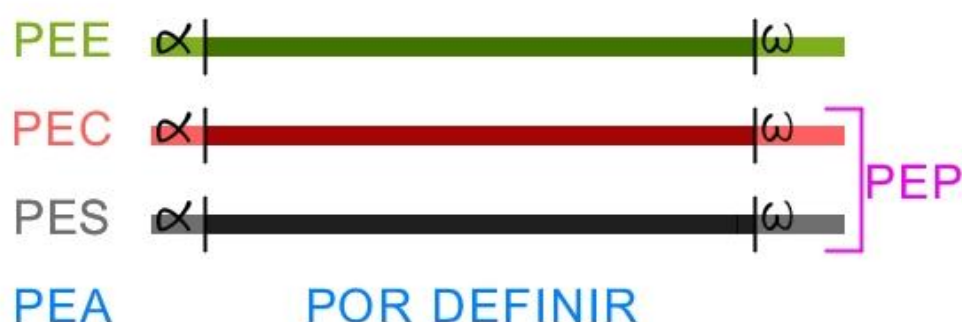 PEE α ω
PEC α ω
PEP
PES α ω
PEA POR DEFINIR